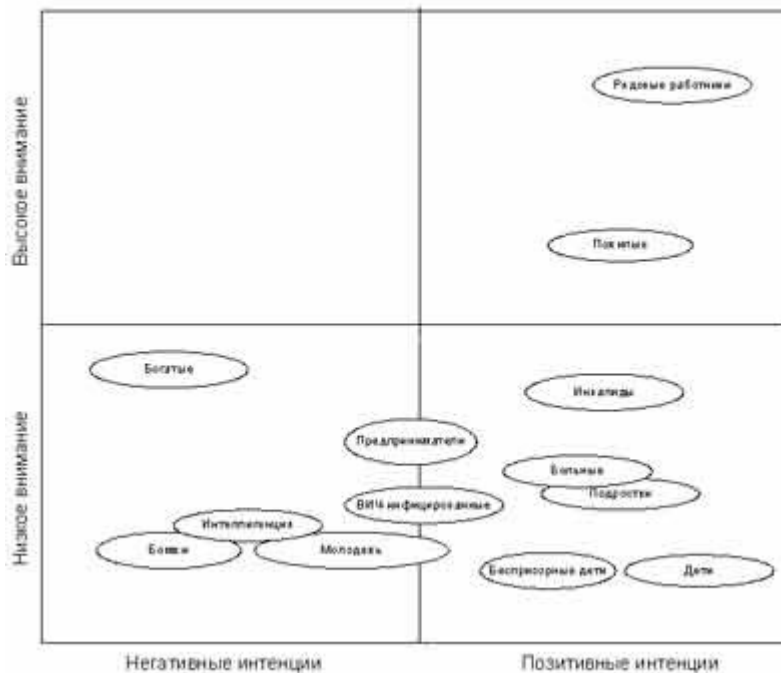 Высокое внимание
Рядовые работники
Пожилые
Низкое внимание
Богатые
Инвалиды
Предприниматели
Больные
Подростки
ВИЧ инфицированные
Интеллигенция
Бомжи
Молодежь
Беспризорные дети
Дети
Негативные интенции
Позитивные интенции